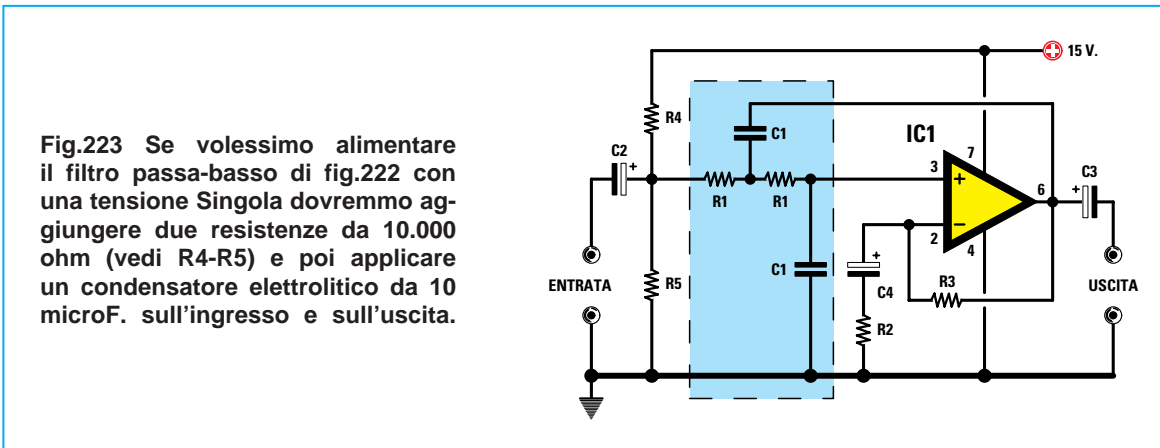 Fig.223 Se volessimo alimentare
il filtro passa-basso di fig.222 con
una tensione Singola dovremmo ag-
giungere due resistenze da 10.000
ohm (vedi R4-R5) e poi applicare
un condensatore elettrolitico da 10
microF. sull'ingresso e sull'uscita.
15 V.
R4
C1
IC1
C2
+
7
3
+
C3
+
R1
R1
6
−
2
4
+
C1
R3
ENTRATA
R5
C4
USCITA
R2